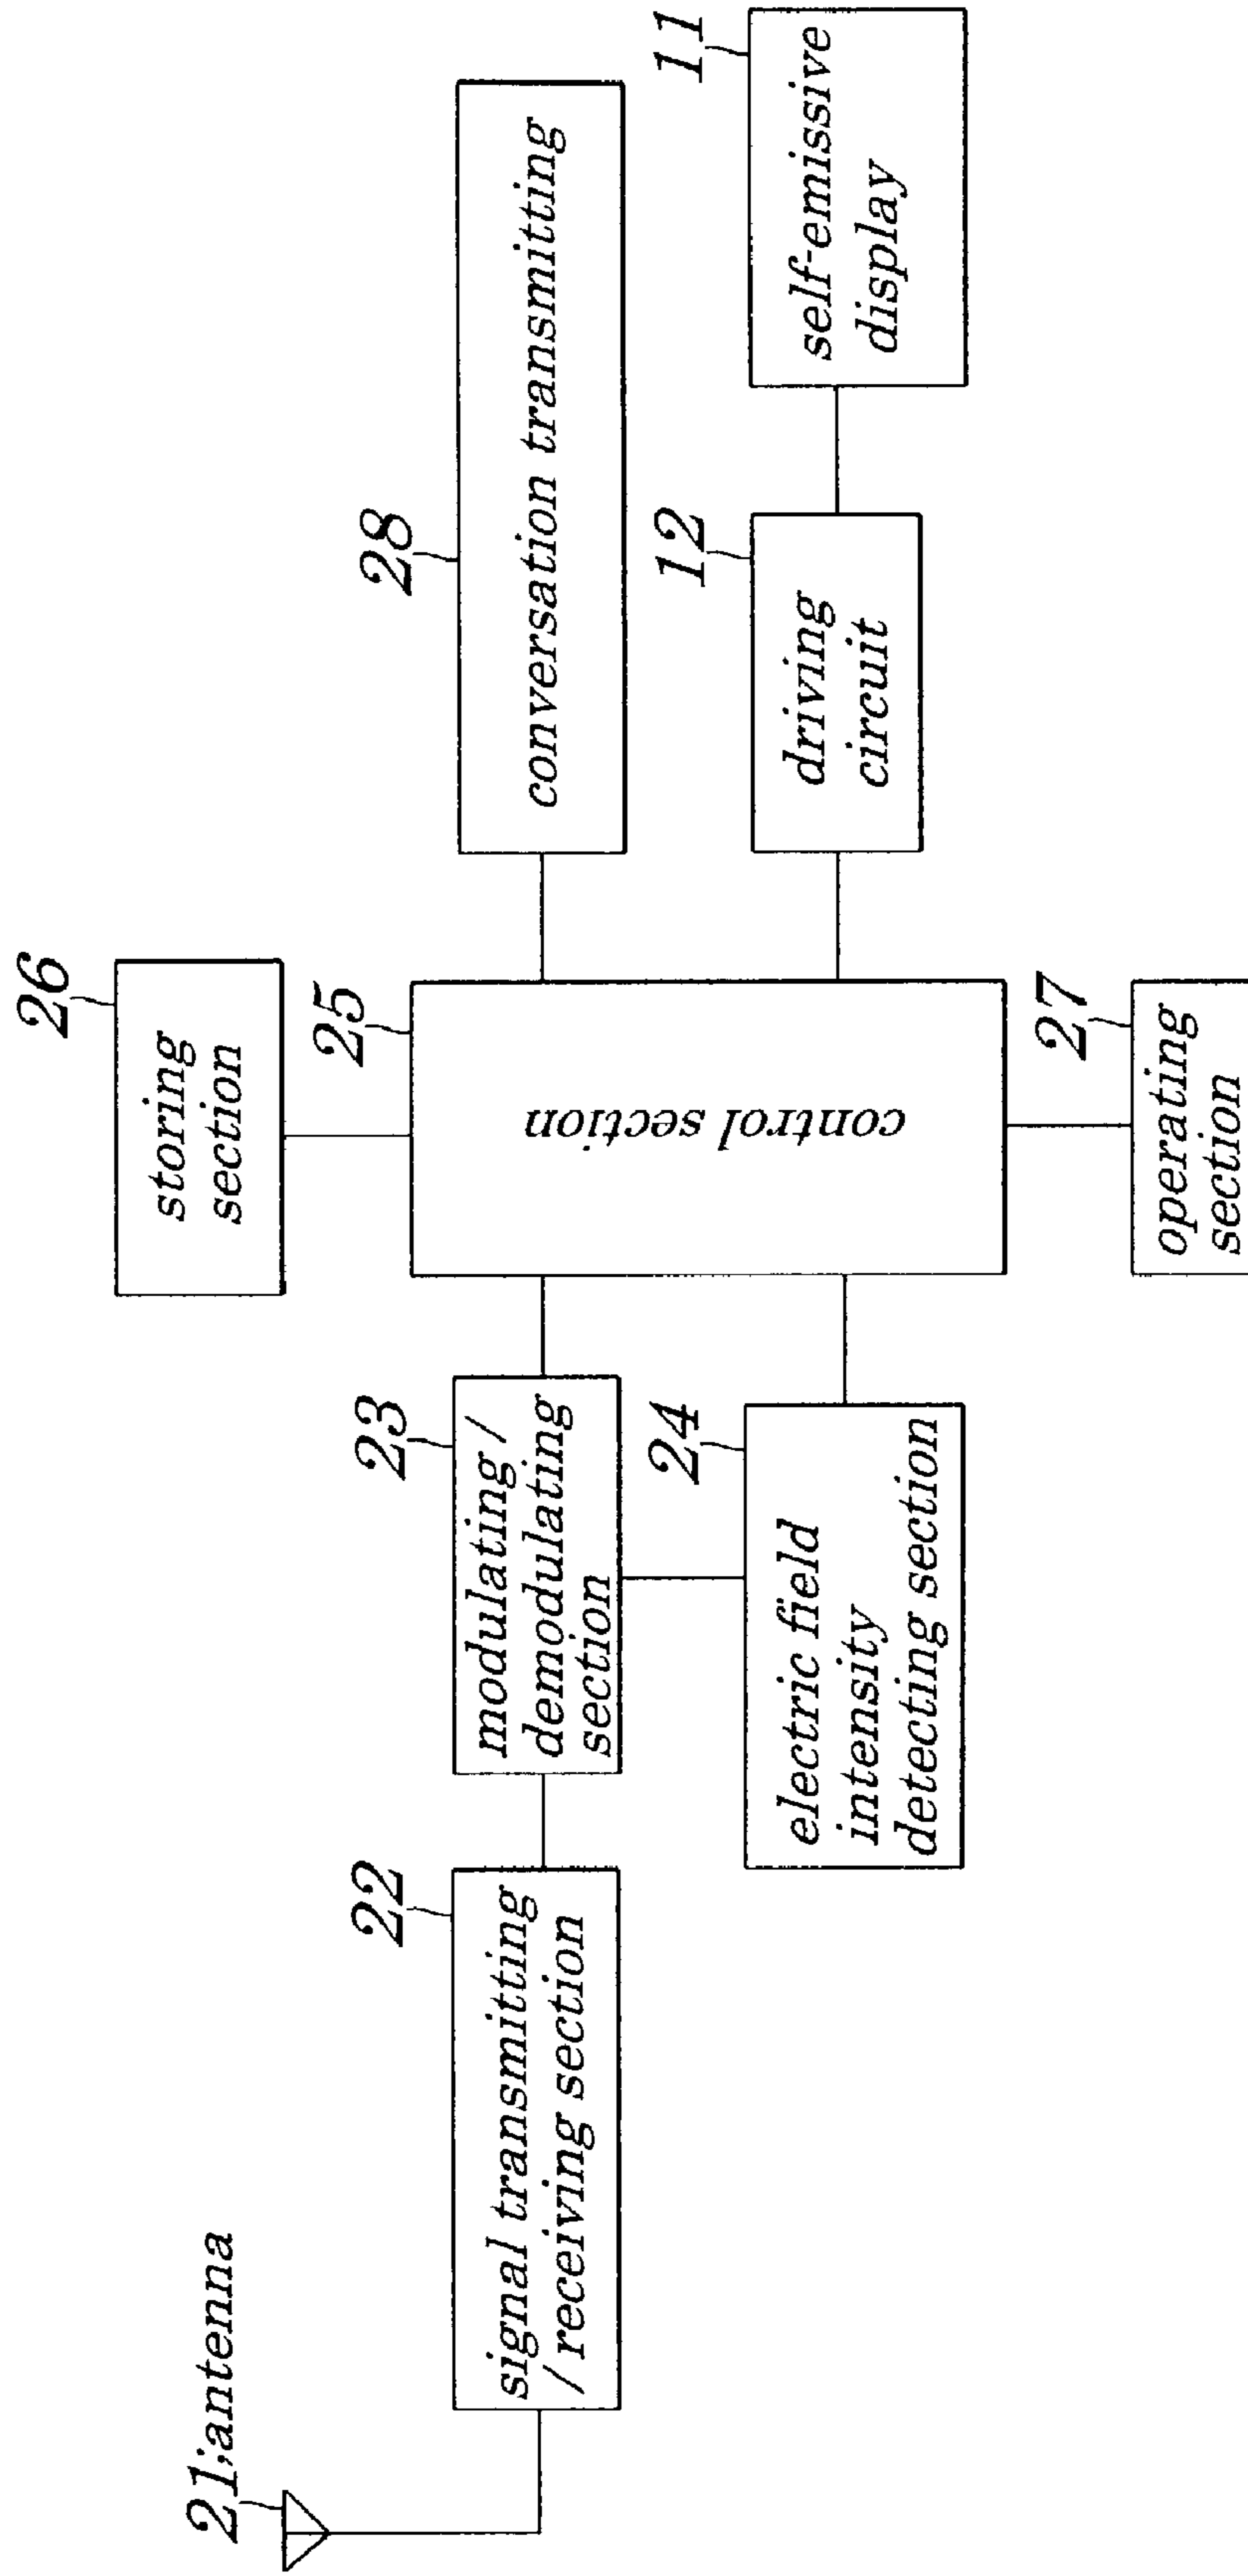 21;antenna
22
signal transmitting
/receiving section
23
modulating/
demodulating
section
24
electric field
intensity
detecting section
26
storing
section
25
control section
27
operating
section
28
conversation transmitting
12
driving
circuit
11
self-emissive
display